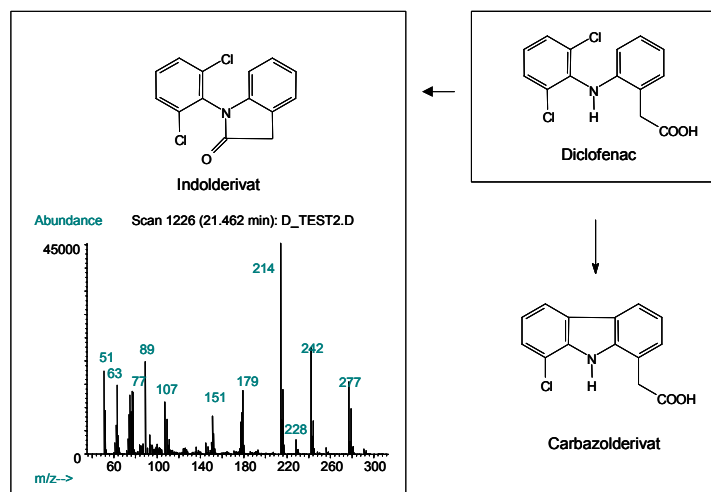 Cl
N
Cl
O
Indolderivat
Abundance
Scan 1226 (21.462 min): D_TEST2.D
45000
214
51
63
77
89
107
151
179
228
242
277
60
100
140
180
220
260
300
m/z-->
Cl
N
H
Cl
COOH
Diclofenac
Cl
N
H
COOH
Carbazolderivat